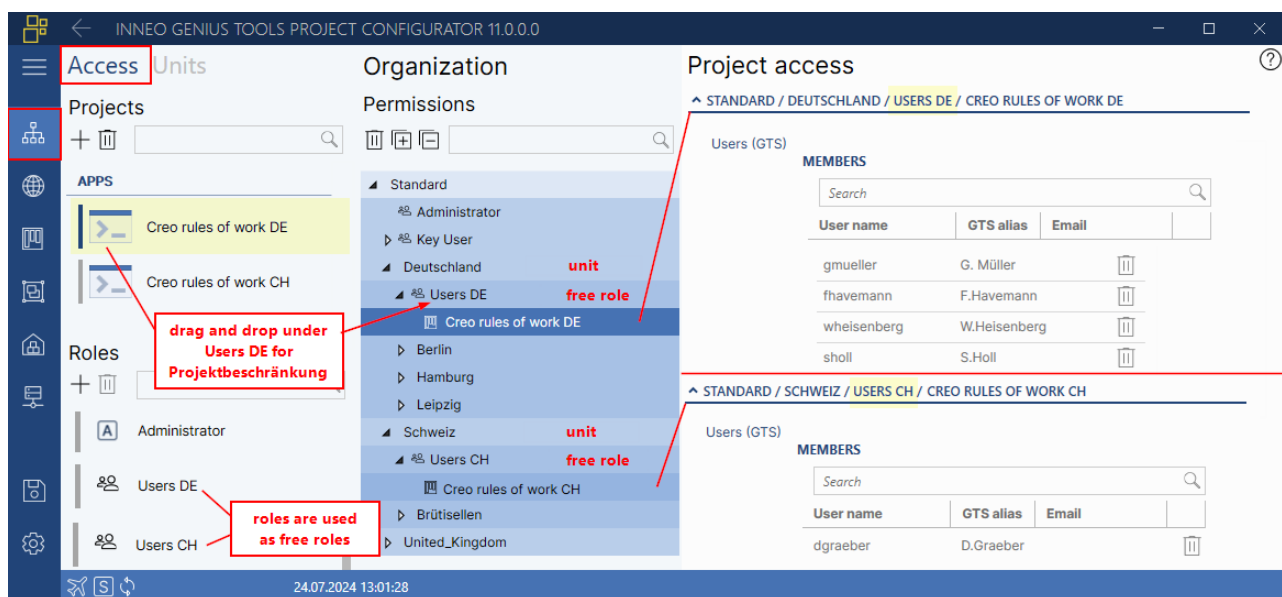 INNEO GENIUS TOOLS PROJECT CONFIGURATOR 11.0.0.0
Access Units
Projects
APPS
Creo rules of work DE
Creo rules of work CH
drag and drop under
Users DE for
Projektbeschränkung
Roles
A
Administrator
Users DE
Users CH
roles are used
as free roles
Organization
Permissions
Standard
Administrator
Key User
Deutschland unit
Users DE free role
Creo rules of work DE
Berlin
Hamburg
Leipzig
Schweiz unit
Users CH free role
Creo rules of work CH
Brütisellen
United_Kingdom
Project access
?
STANDARD / DEUTSCHLAND / USERS DE / CREO RULES OF WORK DE
Users (GTS)
MEMBERS
Search
User name GTS alias Email
gmueller G. Müller
fhavemann F.Havemann
wheisenberg W.Heisenberg
sholl S.Holl
STANDARD / SCHWEIZ / USERS CH / CREO RULES OF WORK CH
Users (GTS)
MEMBERS
Search
User name GTS alias Email
dgraeber D.Graeber
S
24.07.2024 13:01:28